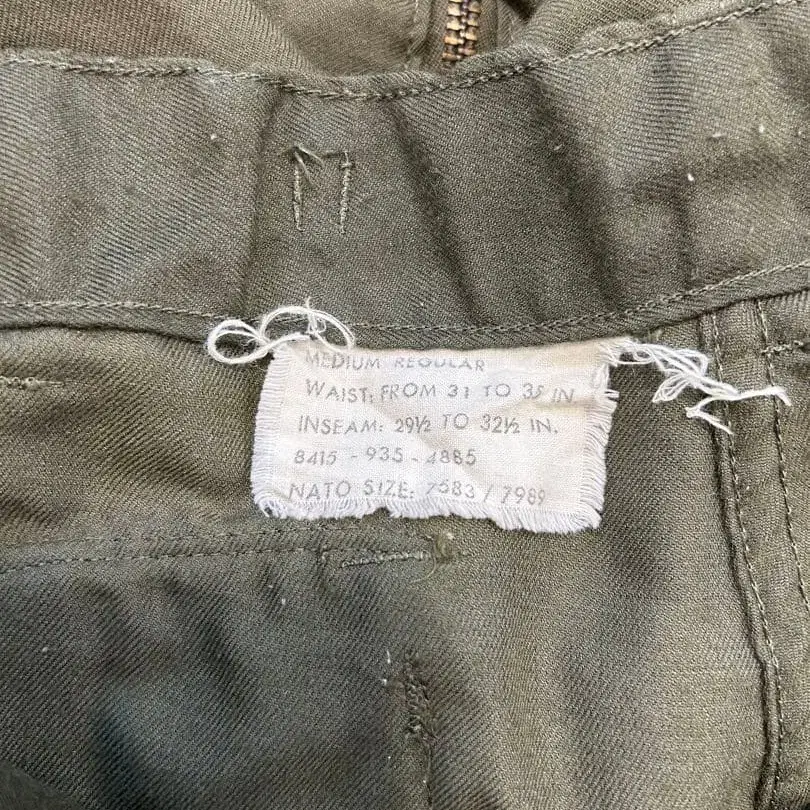 MEDIUM REGULAR
WAIST: FROM 31 TO 35 IN.
INSEAM: 29½ TO 32½ IN.
8415 - 935 - 4885
NATO SIZE: 7583 / 7989